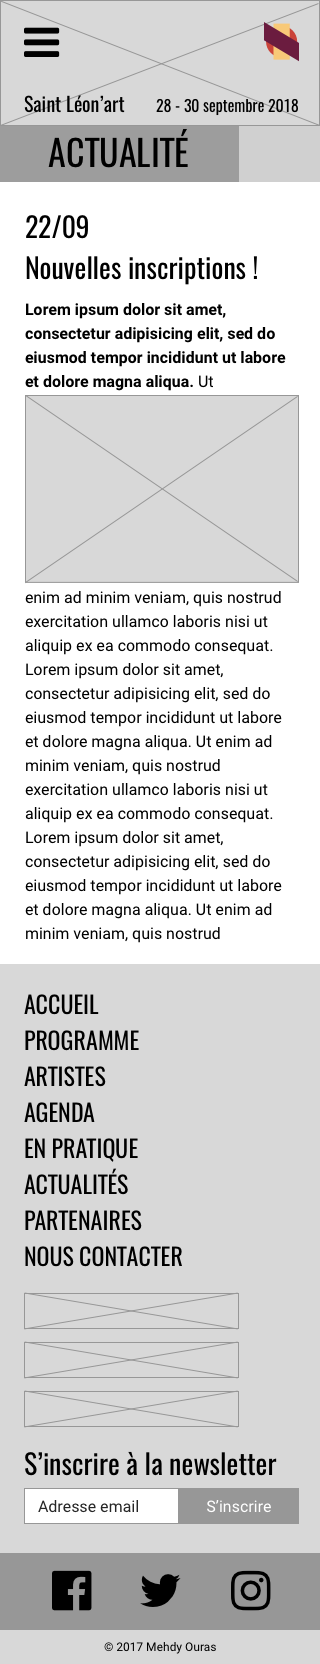 Saint Léon’art 28 - 30 septembre 2018
ACTUALITÉ
22/09
Nouvelles inscriptions !
Lorem ipsum dolor sit amet,
consectetur adipisicing elit, sed do
eiusmod tempor incididunt ut labore
et dolore magna aliqua. Ut
enim ad minim veniam, quis nostrud
exercitation ullamco laboris nisi ut
aliquip ex ea commodo consequat.
Lorem ipsum dolor sit amet,
consectetur adipisicing elit, sed do
eiusmod tempor incididunt ut labore
et dolore magna aliqua. Ut enim ad
minim veniam, quis nostrud
exercitation ullamco laboris nisi ut
aliquip ex ea commodo consequat.
Lorem ipsum dolor sit amet,
consectetur adipisicing elit, sed do
eiusmod tempor incididunt ut labore
et dolore magna aliqua. Ut enim ad
minim veniam, quis nostrud
ACCUEIL
PROGRAMME
ARTISTES
AGENDA
EN PRATIQUE
ACTUALITÉS
PARTENAIRES
NOUS CONTACTER
S’inscrire à la newsletter
Adresse email S’inscrire
© 2017 Mehdy Ouras